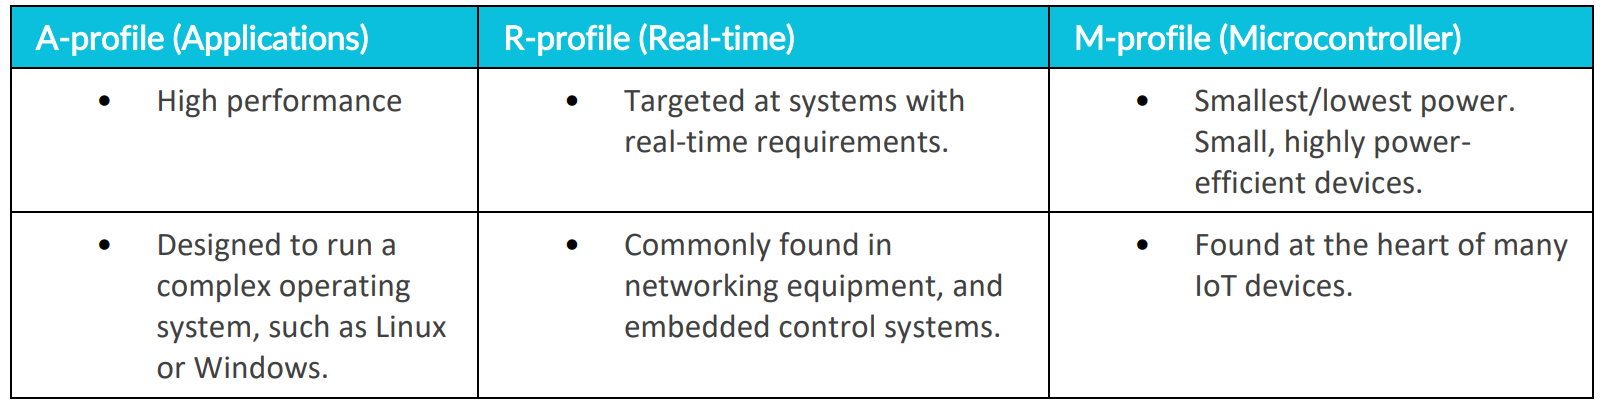 A-profile (Applications)
R-profile (Real-time)
M-profile (Microcontroller)
• High performance
• Targeted at systems with
real-time requirements.
• Smallest/lowest power.
Small, highly power-
efficient devices.
• Designed to run a
complex operating
system, such as Linux
or Windows.
• Commonly found in
networking equipment, and
embedded control systems.
• Found at the heart of many
IoT devices.